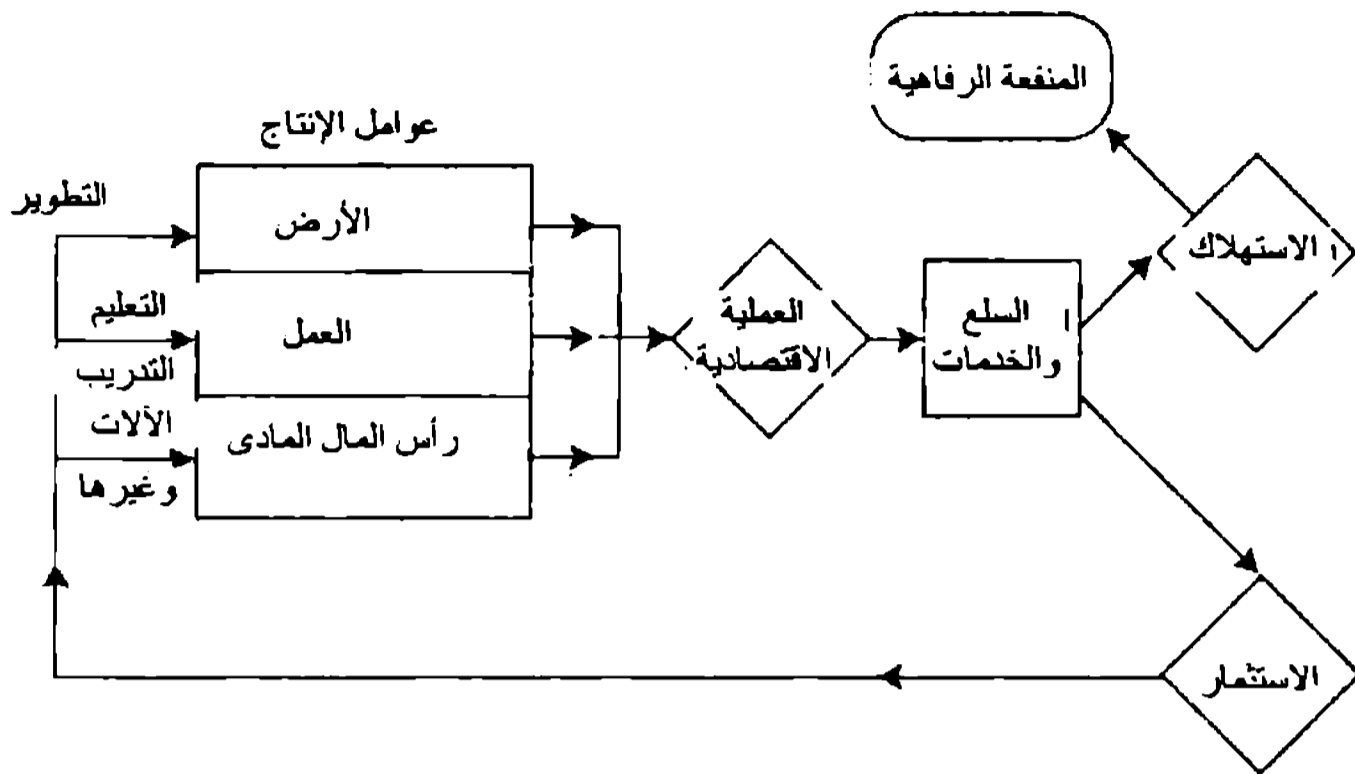 المنفعة الرفاهية
عوامل الإنتاج
التطوير
الأرض
الاستهلاك
التعليم
العمل
العملية
الاقتصادية
السلع
والخدمات
التدريب
الآلات
رأس المال المادى
وغيرها
الاستثمار